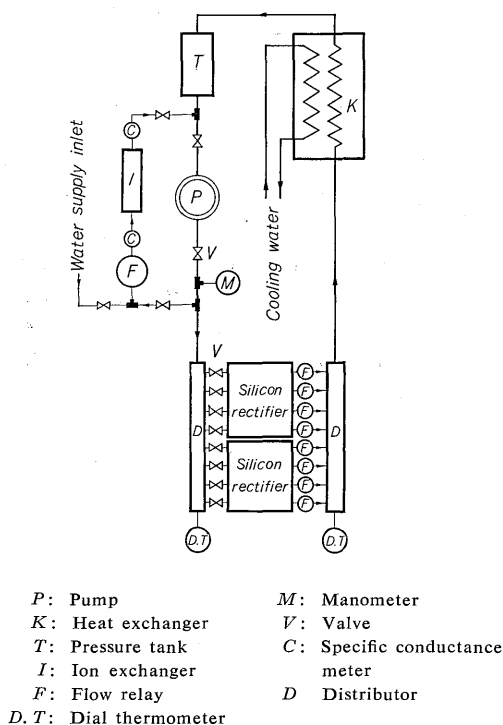 T
K
C
I
Water supply inlet
P
C
F
V
M
Cooling water
V
F
F
Silicon
rectifier
F
F
D
D
F
Silicon
rectifier
F
F
F
D.T
D.T
P: Pump
K: Heat exchanger
T: Pressure tank
I: Ion exchanger
F: Flow relay
D. T: Dial thermometer
M: Manometer
V: Valve
C: Specific conductance
meter
D Distributor